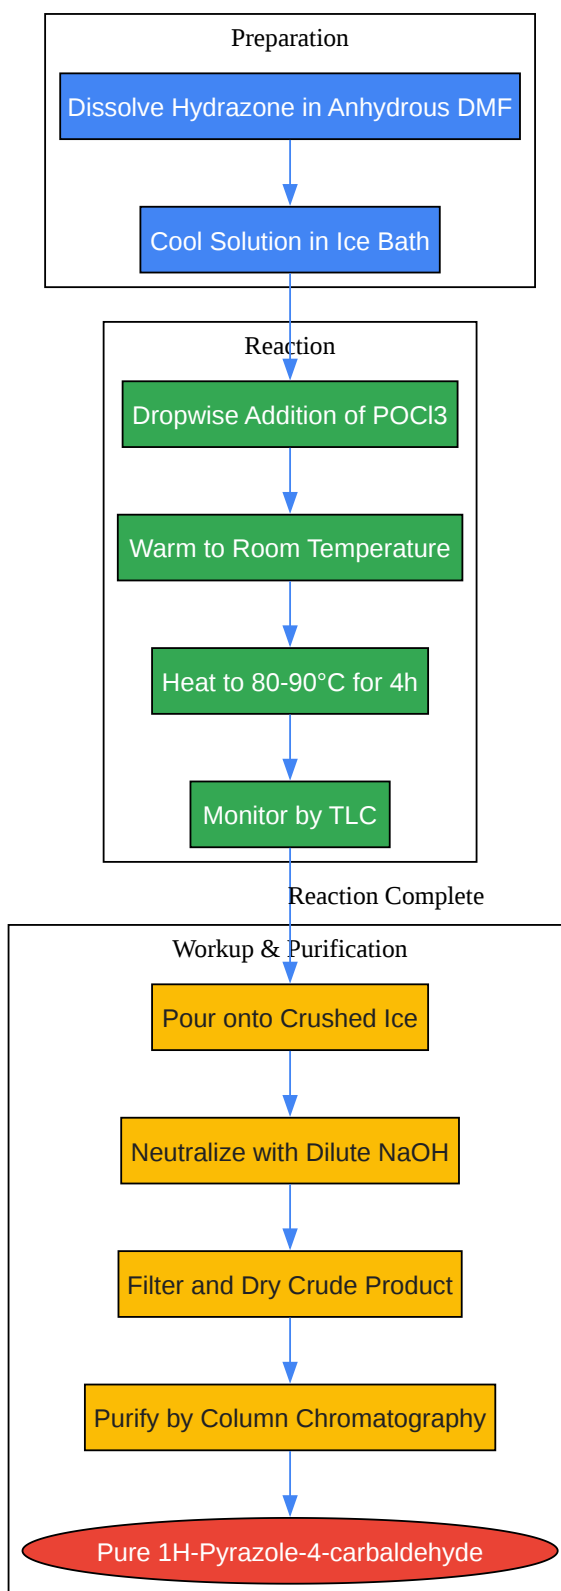 Preparation
Dissolve Hydrazone in Anhydrous DMF
Cool Solution in Ice Bath
Reaction
Dropwise Addition of POCl3
Warm to Room Temperature
Heat to 80-90°C for 4h
Monitor by TLC
Reaction Complete
Workup & Purification
Pour onto Crushed Ice
Neutralize with Dilute NaOH
Filter and Dry Crude Product
Purify by Column Chromatography
Pure 1H-Pyrazole-4-carbaldehyde